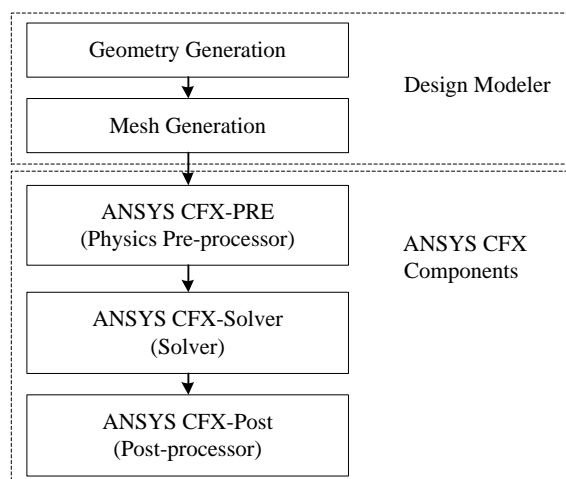 Geometry Generation
Mesh Generation
Design Modeler
ANSYS CFX-PRE
(Physics Pre-processor)
ANSYS CFX
Components
ANSYS CFX-Solver
(Solver)
ANSYS CFX-Post
(Post-processor)